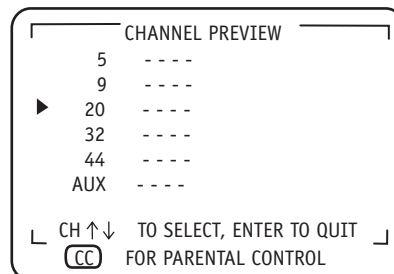 CHANNEL PREVIEW
5 - - - -
9 - - - -
20 - - - -
32 - - - -
44 - - - -
AUX - - - -
CH ↑↓ TO SELECT, ENTER TO QUIT
CC FOR PARENTAL CONTROL